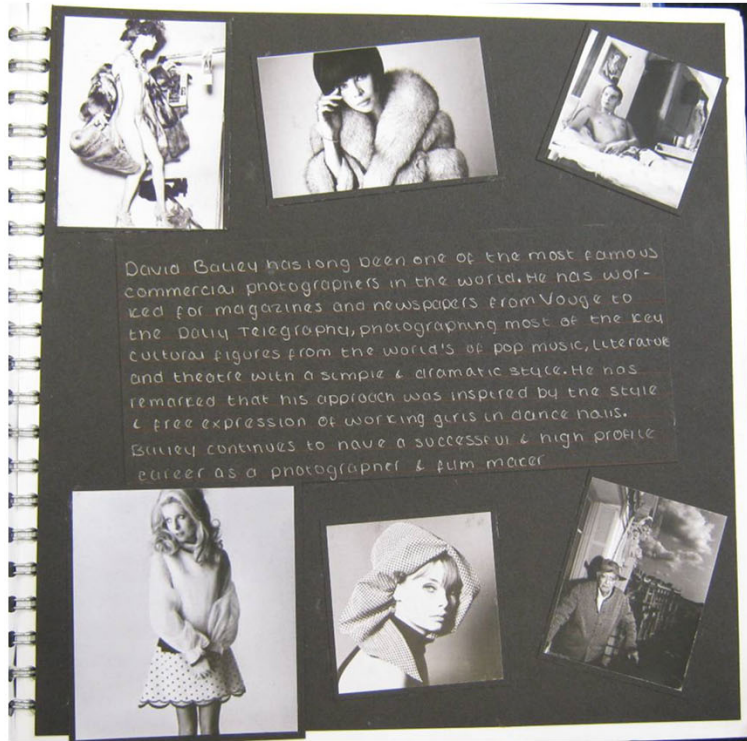 David Bailey has long been one of the most famous
commercial photographers in the world. He has wor-
ked for magazines and newspapers from Vouge to
the Daily Telegraphy, photographing most of the key
cultural figures from the world's of pop music, literature
and theatre with a simple & dramatic style. He has
remarked that his approach was inspired by the style
& free expression of working girls in dance halls.
Bailey continues to have a successful & high profile
career as a photographer & film maker